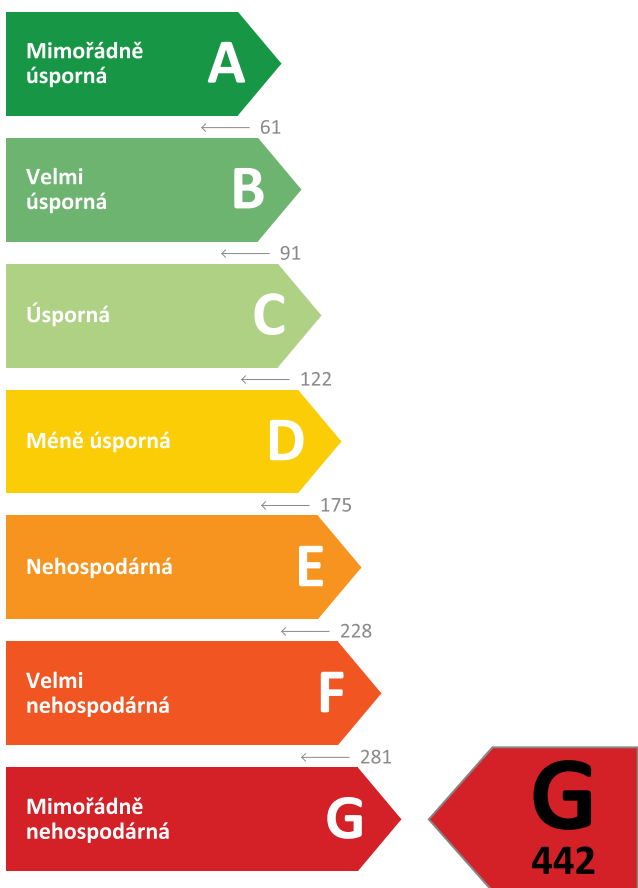 Mimořádně
úsporná
A
61
Velmi
úsporná
B
91
Úsporná
C
122
Méně úsporná
D
175
Nehospodárná
E
228
Velmi
nehospodárná
F
281
Mimořádně
nehospodárná
G
G
442